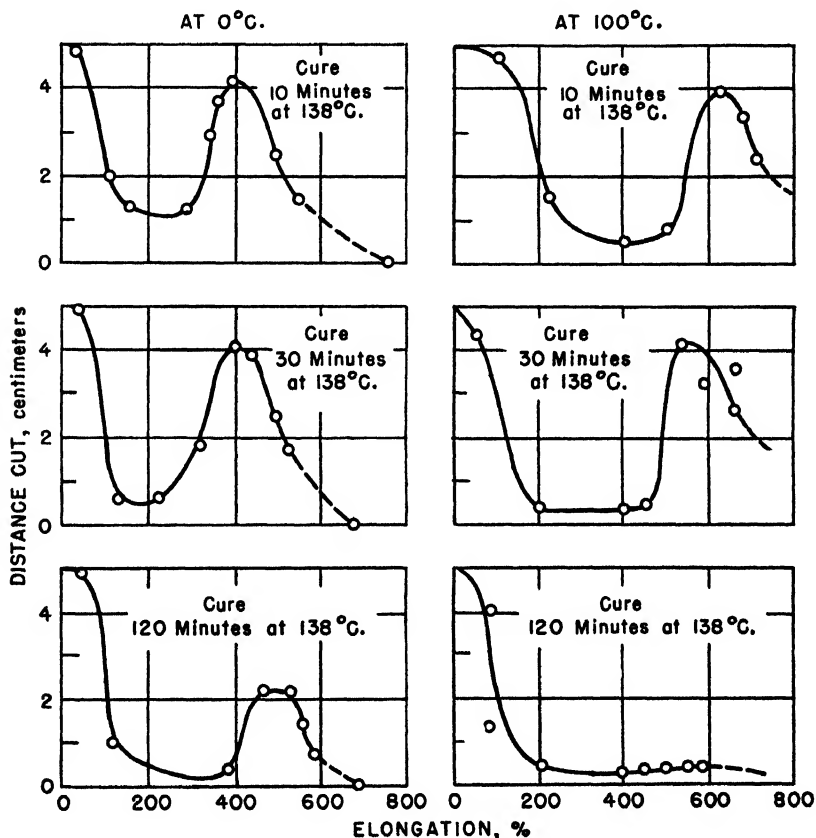 AT 0°C.
AT 100°C.
DISTANCE CUT, centimeters
4
2
0
Cure
10 Minutes
at 138°C.
Cure
10 Minutes
at 138°C.
4
2
0
Cure
30 Minutes
at 138°C.
Cure
30 Minutes
at 138°C.
4
2
0
Cure
120 Minutes at 138°C.
Cure
120 Minutes at 138°C.
0 200 400 600 800
0 200 400 600 800
ELONGATION, %